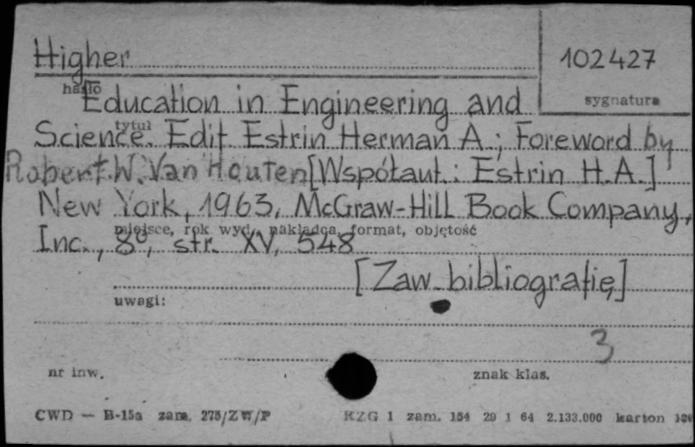 Higher
102427
hasło
sygnatura
Education in Engineering and
tytuł
Science. Edit Estrin Herman A.; Foreword by
Robert W. Van Houten [Współaut.: Estrin H.A.]
New York, 1963, McGraw-Hill Book Company,
miejsce, rok wyd., nakładca, format, objętość
Inc., 8°, str. XV, 548
[Zaw. bibliografię]
uwagi:
3
nr inw.
znak klas.
CWD — B-15a zam. 275/ZW/P
KZG 1 zam. 154 29 1 64 2.133.000 karton